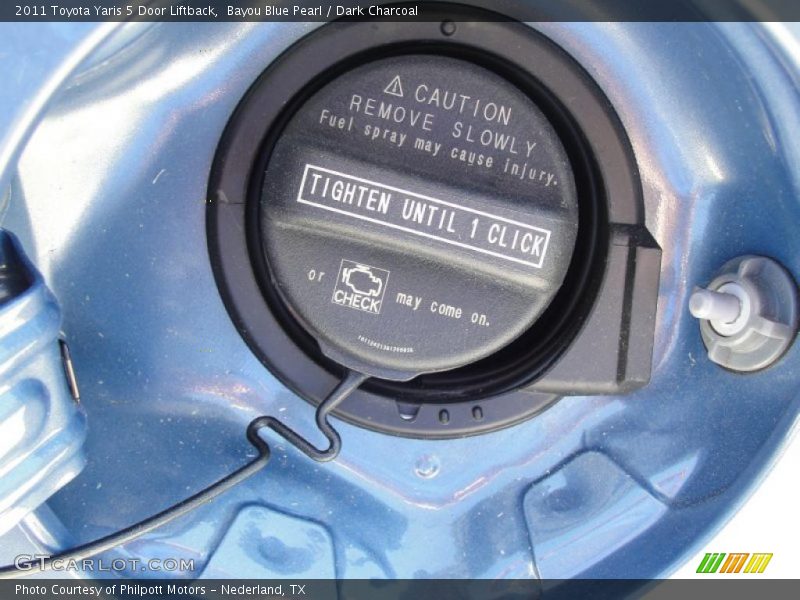 2011 Toyota Yaris 5 Door Liftback, Bayou Blue Pearl / Dark Charcoal
⚠ CAUTION
REMOVE SLOWLY
Fuel spray may cause injury.
TIGHTEN UNTIL 1 CLICK
or CHECK may come on.
GTCARLOT.COM
Photo Courtesy of Philpott Motors - Nederland, TX